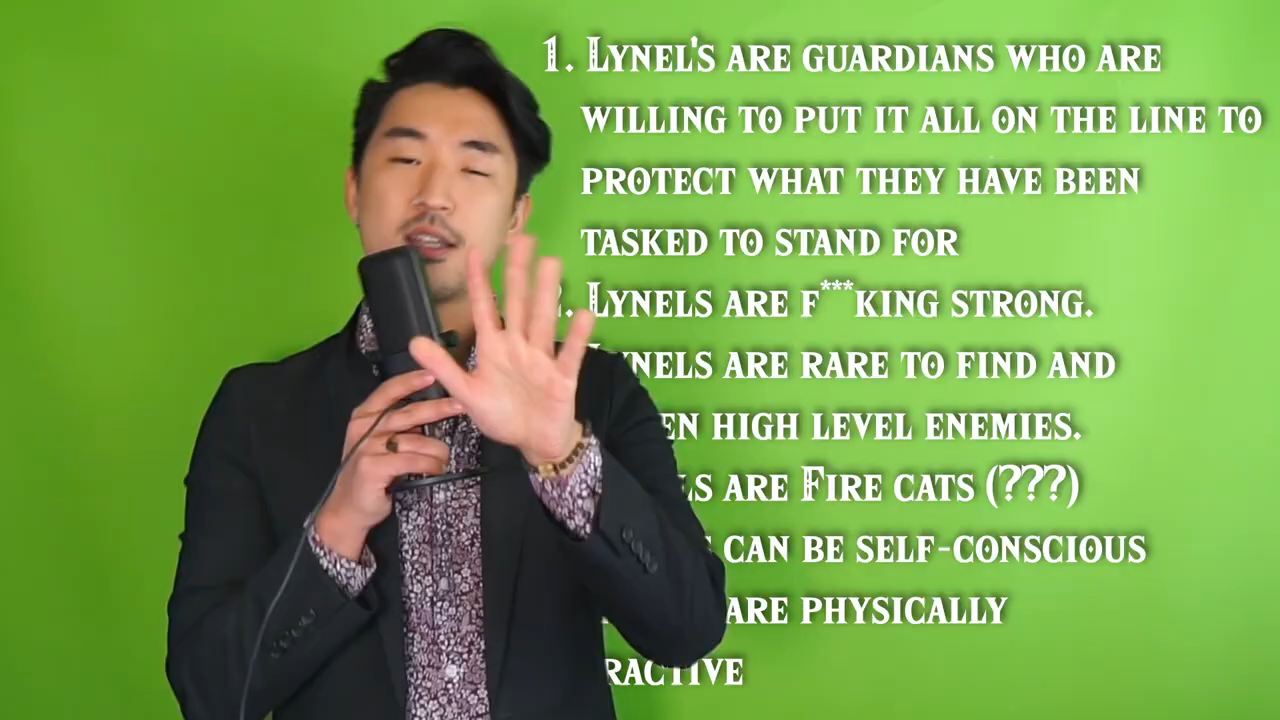 1. Lynel's are guardians who are
willing to put it all on the line to
protect what they have been
tasked to stand for
2. Lynels are f***king strong.
Lynels are rare to find and
high level enemies.
are Fire cats (???)
can be self-conscious
are physically